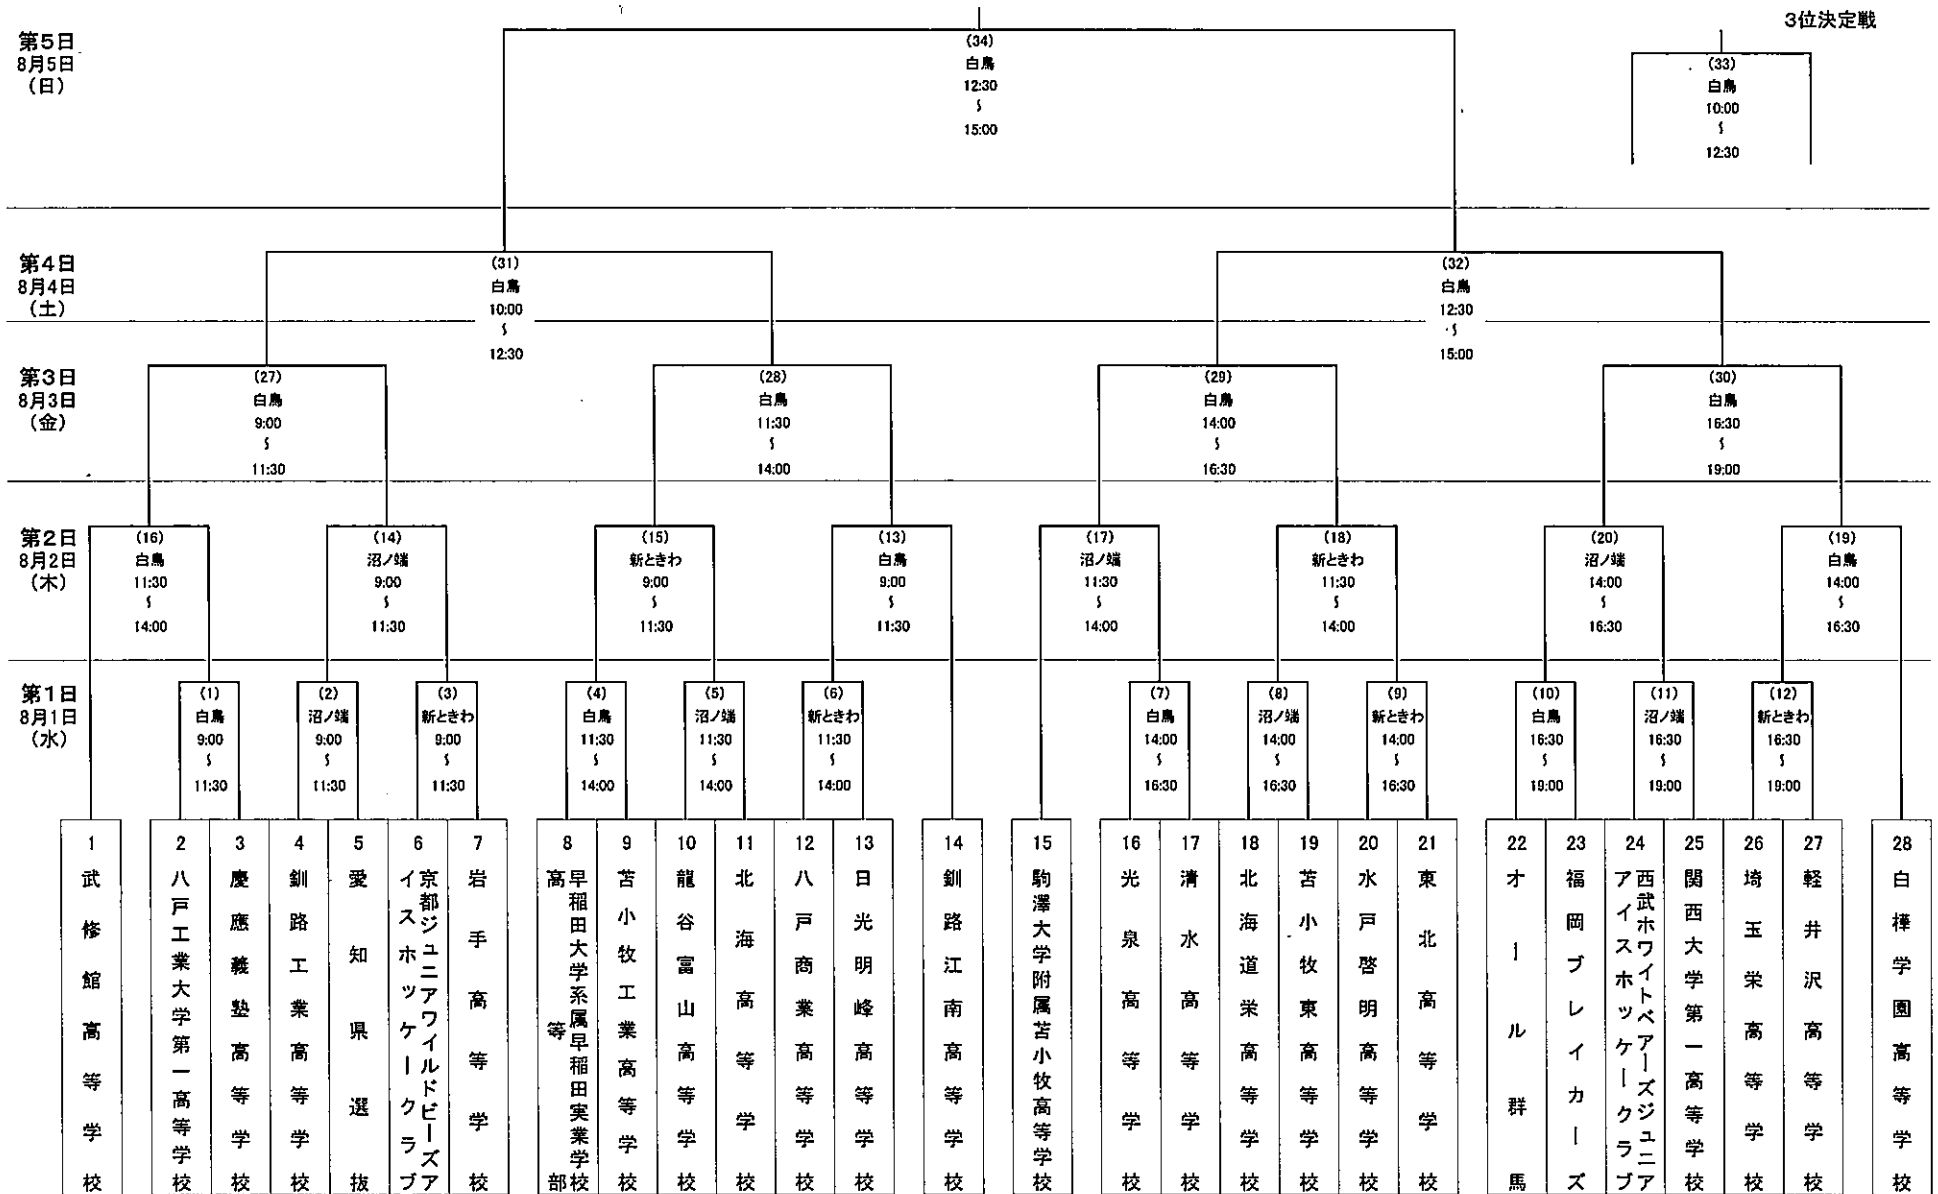 3位決定戦
第5日
8月5日
(日)
(34)
白鳥
12:30
~
15:00
(33)
白鳥
10:00
~
12:30
第4日
8月4日
(土)
(31)
白鳥
10:00
~
12:30
(32)
白鳥
12:30
~
15:00
第3日
8月3日
(金)
(27)
白鳥
9:00
~
11:30
(28)
白鳥
11:30
~
14:00
(29)
白鳥
14:00
~
16:30
(30)
白鳥
16:30
~
19:00
第2日
8月2日
(木)
(16)
白鳥
11:30
~
14:00
(14)
沼ノ端
9:00
~
11:30
(15)
新ときわ
9:00
~
11:30
(13)
白鳥
9:00
~
11:30
(17)
沼ノ端
11:30
~
14:00
(18)
新ときわ
11:30
~
14:00
(20)
沼ノ端
14:00
~
16:30
(19)
白鳥
14:00
~
16:30
第1日
8月1日
(水)
(1)
白鳥
9:00
~
11:30
(2)
沼ノ端
9:00
~
11:30
(3)
新ときわ
9:00
~
11:30
(4)
白鳥
11:30
~
14:00
(5)
沼ノ端
11:30
~
14:00
(6)
新ときわ
11:30
~
14:00
(7)
白鳥
14:00
~
16:30
(8)
沼ノ端
14:00
~
16:30
(9)
新ときわ
14:00
~
16:30
(10)
白鳥
16:30
~
19:00
(11)
沼ノ端
16:30
~
19:00
(12)
新ときわ
16:30
~
19:00
1
武修館高等学校
2
八戸工業大学第一高等学校
3
慶應義塾高等学校
4
釧路工業高等学校
5
愛知県選抜
6
京都ジュニアワイルドビーズア
イスホッケークラブ
7
岩手高等学校
8
早稲田大学系属早稲田実業学校
高等部
9
苫小牧工業高等学校
10
龍谷富山高等学校
11
北海高等学校
12
八戸商業高等学校
13
日光明峰高等学校
14
釧路江南高等学校
15
駒澤大学附属苫小牧高等学校
16
光泉高等学校
17
清水高等学校
18
北海道栄高等学校
19
苫小牧東高等学校
20
水戸啓明高等学校
21
東北高等学校
22
オール群馬
23
福岡ブレイカーズ
24
西武ホワイトベアーズジュニア
アイスホッケークラブ
25
関西大学第一高等学校
26
埼玉栄高等学校
27
軽井沢高等学校
28
白樺学園高等学校